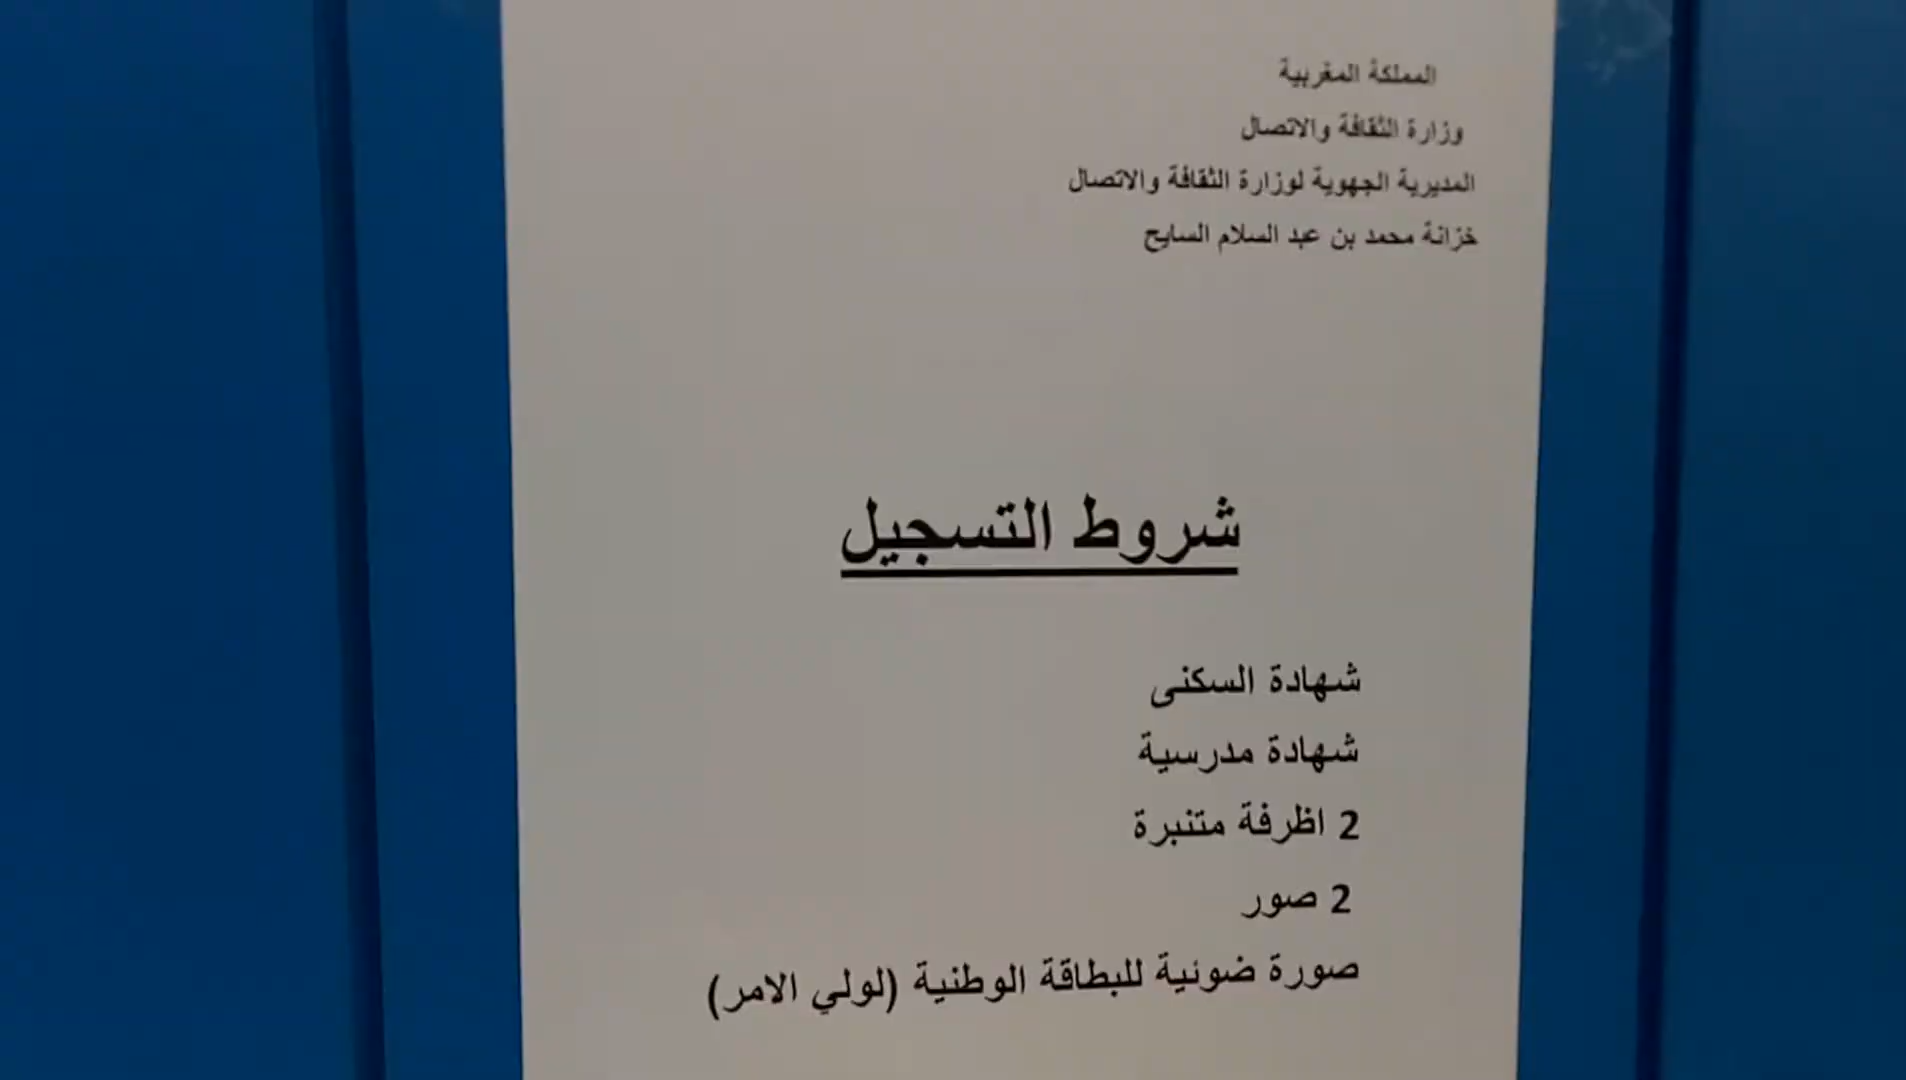 المملكة المغربية
وزارة الثقافة والاتصال
المديرية الجهوية لوزارة الثقافة والاتصال
خزانة محمد بن عبد السلام السايح
شروط التسجيل
شهادة السكنى
شهادة مدرسية
2 اظرفة متنبرة
2 صور
صورة ضوئية للبطاقة الوطنية (لولي الامر)